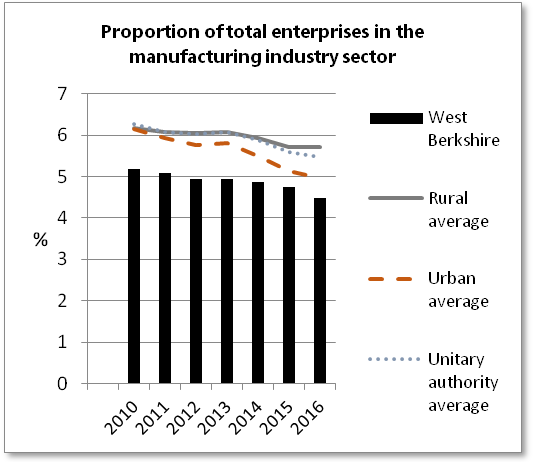 Proportion of total enterprises in the
manufacturing industry sector
7
6
5
4
3
2
1
0
%
2010
2011
2012
2013
2014
2015
2016
West
Berkshire
Rural
average
Urban
average
Unitary
authority
average